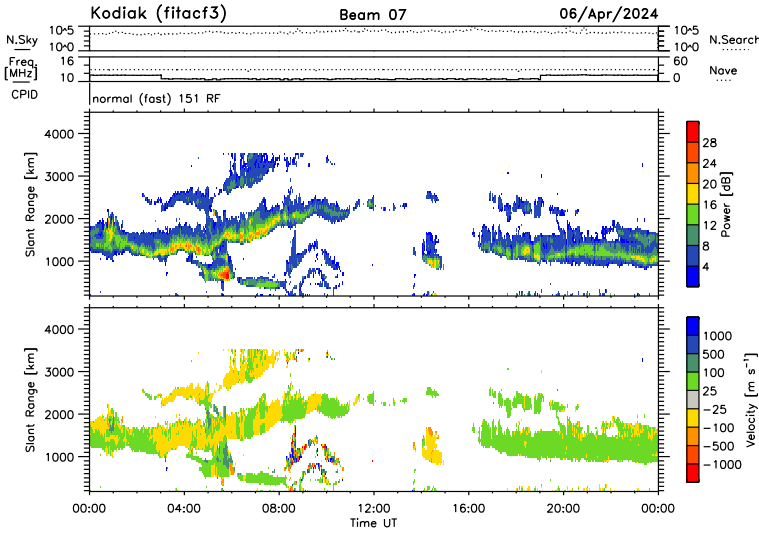 Kodiak (fitacf3) Beam 07 06/Apr/2024
N.Sky 10^5 10^0 10^5 10^0 N.Search
Freq. [MHz] 16 10 60 0 Nave
CPID normal (fast) 151 RF
Slant Range [km] 4000 3000 2000 1000
Power [dB] 28 24 20 16 12 8 4
Slant Range [km] 4000 3000 2000 1000
Velocity [m s⁻¹] 1000 500 100 25 −25 −100 −500 −1000
00:00 04:00 08:00 12:00 16:00 20:00 00:00
Time UT